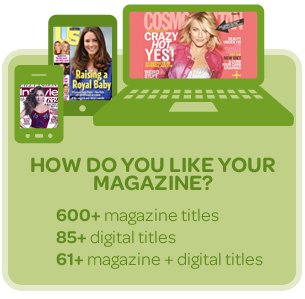 COSMOPOLITAN
CRAZY
HOT
YES!
US
Raising a
Royal Baby
InStyle
HOW DO YOU LIKE YOUR
MAGAZINE?
600+ magazine titles
85+ digital titles
61+ magazine + digital titles